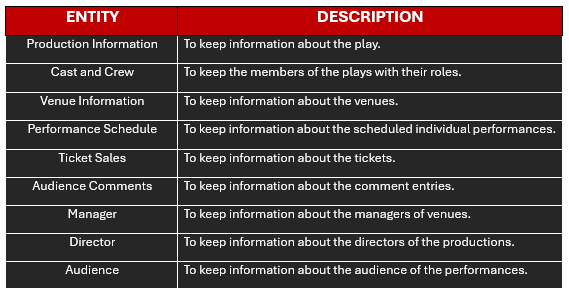 ENTITY DESCRIPTION
Production Information To keep information about the play.
Cast and Crew To keep the members of the plays with their roles.
Venue Information To keep information about the venues.
Performance Schedule To keep information about the scheduled individual performances.
Ticket Sales To keep information about the tickets.
Audience Comments To keep information about the comment entries.
Manager To keep information about the managers of venues.
Director To keep information about the directors of the productions.
Audience To keep information about the audience of the performances.